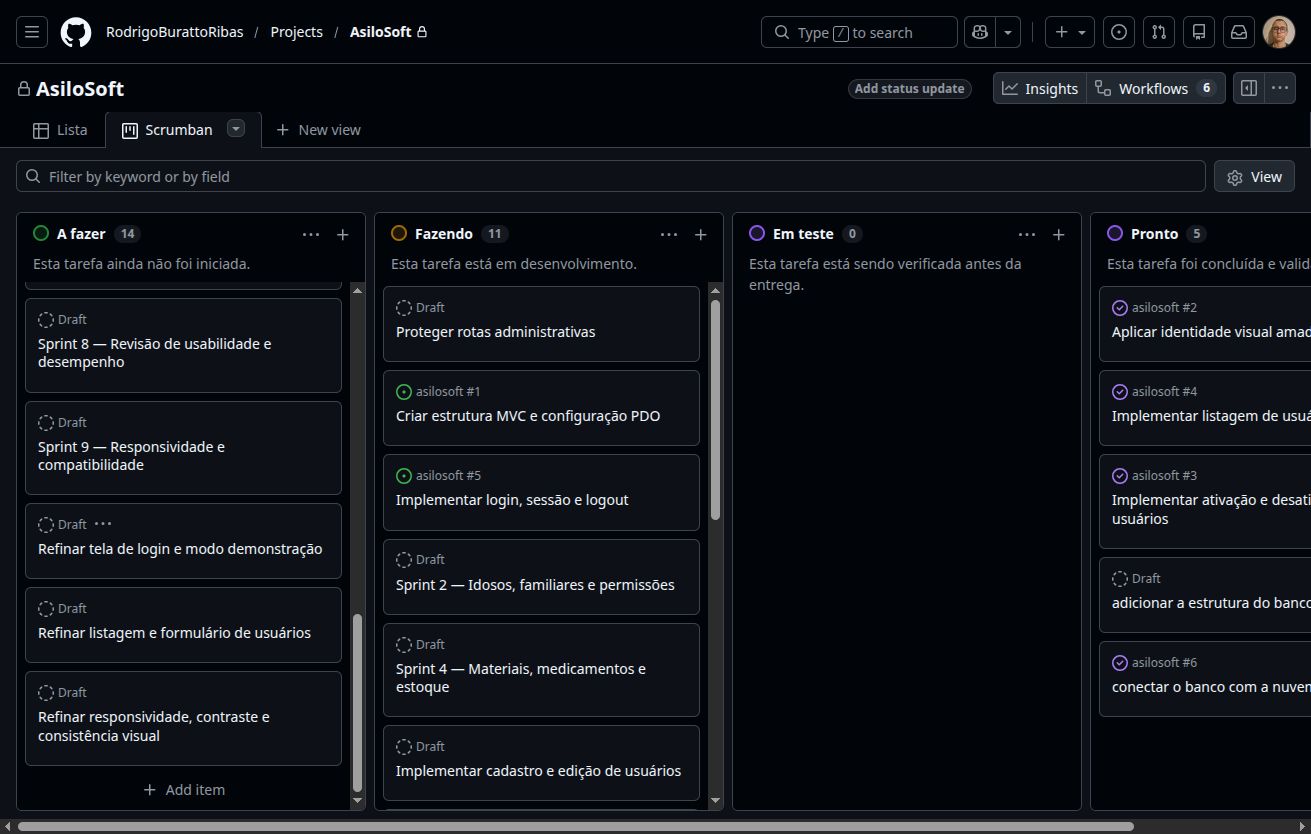 RodrigoBurattoRibas / Projects / AsiloSoft
Type / to search
AsiloSoft
Add status update
Insights
Workflows 6
Lista
Scrumban
New view
Filter by keyword or by field
View
A fazer 14
Esta tarefa ainda não foi iniciada.
Draft
Sprint 8 — Revisão de usabilidade e
desempenho
Draft
Sprint 9 — Responsividade e
compatibilidade
Draft
Refinar tela de login e modo demonstração
Draft
Refinar listagem e formulário de usuários
Draft
Refinar responsividade, contraste e
consistência visual
Add item
Fazendo 11
Esta tarefa está em desenvolvimento.
Draft
Proteger rotas administrativas
asilosoft #1
Criar estrutura MVC e configuração PDO
asilosoft #5
Implementar login, sessão e logout
Draft
Sprint 2 — Idosos, familiares e permissões
Draft
Sprint 4 — Materiais, medicamentos e
estoque
Draft
Implementar cadastro e edição de usuários
Em teste 0
Esta tarefa está sendo verificada antes da
entrega.
Pronto 5
Esta tarefa foi concluída e valid
asilosoft #2
Aplicar identidade visual amad
asilosoft #4
Implementar listagem de usuá
asilosoft #3
Implementar ativação e desati
usuários
Draft
adicionar a estrutura do banco
asilosoft #6
conectar o banco com a nuven